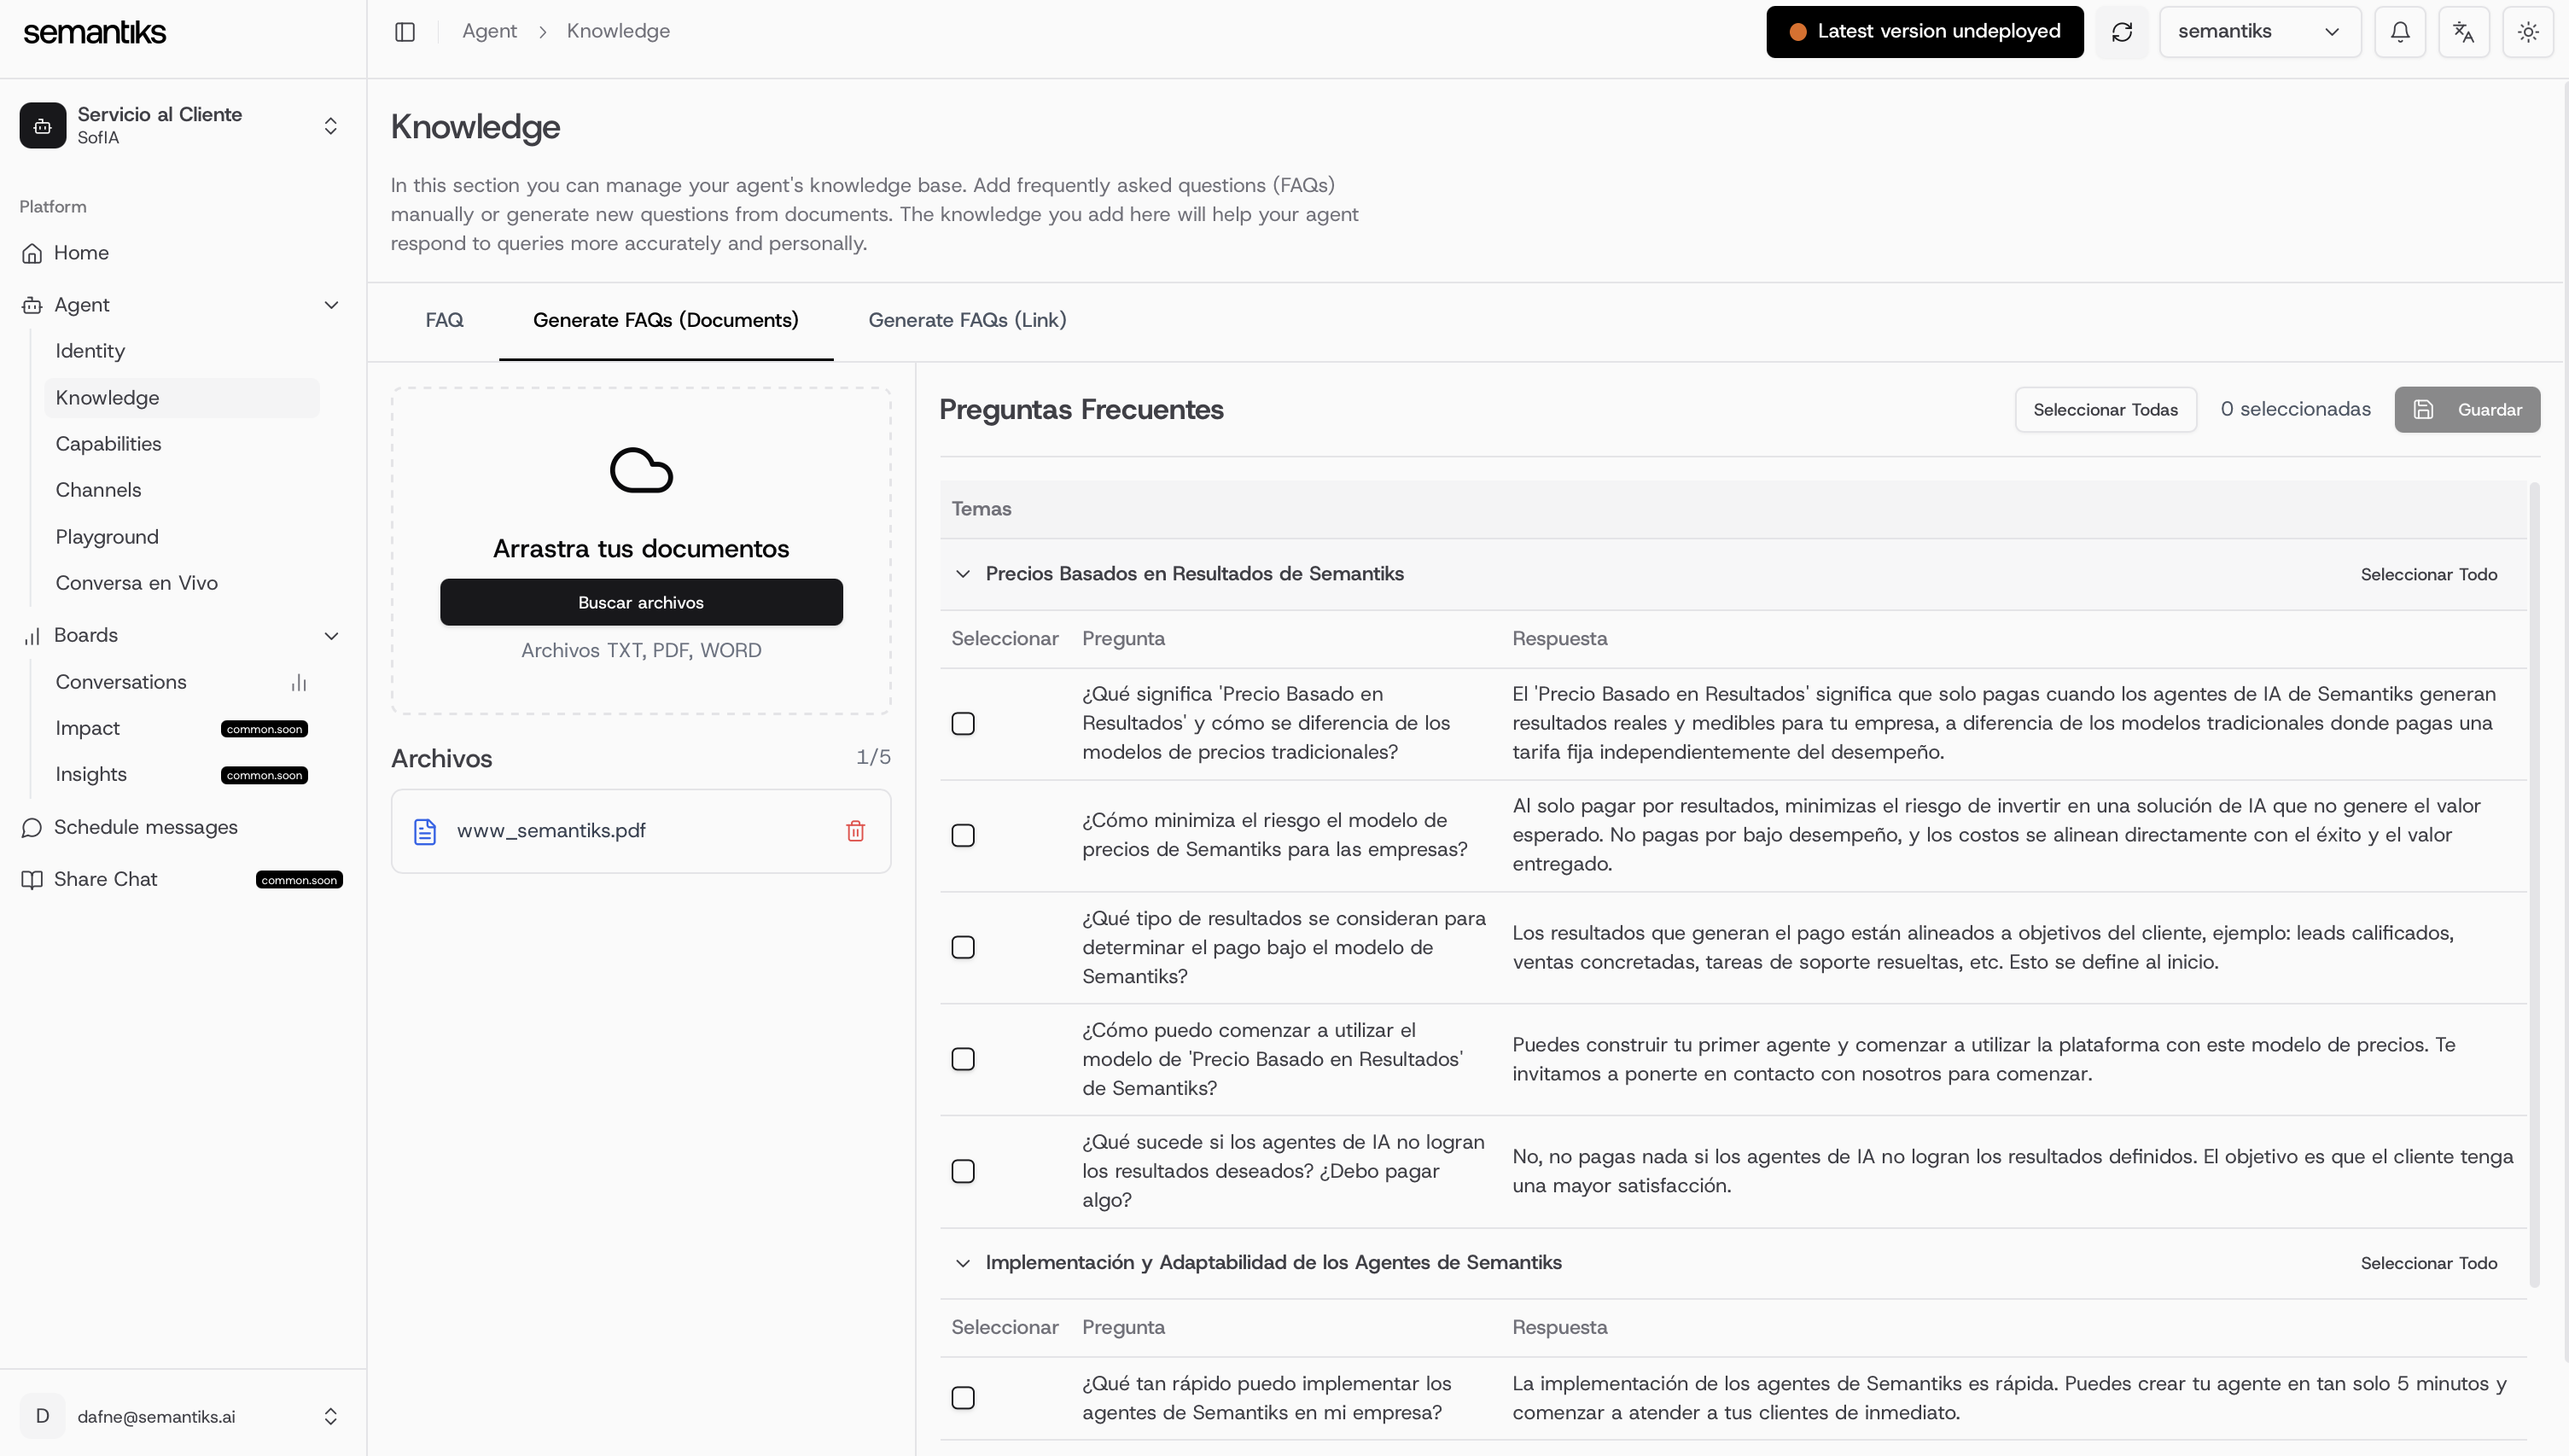 semantiks
Agent
Knowledge
Latest version undeployed
semantiks
Servicio al Cliente
SofIA
Platform
Home
Agent
Identity
Knowledge
Capabilities
Channels
Playground
Conversa en Vivo
Boards
Conversations
Impact
common.soon
Insights
common.soon
Schedule messages
Share Chat
common.soon
D
dafne@semantiks.ai
Knowledge
In this section you can manage your agent's knowledge base. Add frequently asked questions (FAQs)
manually or generate new questions from documents. The knowledge you add here will help your agent
respond to queries more accurately and personally.
FAQ
Generate FAQs (Documents)
Generate FAQs (Link)
Arrastra tus documentos
Buscar archivos
Archivos TXT, PDF, WORD
Archivos
1/5
www_semantiks.pdf
Preguntas Frecuentes
Seleccionar Todas
0 seleccionadas
Guardar
Temas
Precios Basados en Resultados de Semantiks
Seleccionar Todo
Seleccionar
Pregunta
Respuesta
¿Qué significa 'Precio Basado en
Resultados' y cómo se diferencia de los
modelos de precios tradicionales?
El 'Precio Basado en Resultados' significa que solo pagas cuando los agentes de IA de Semantiks generan
resultados reales y medibles para tu empresa, a diferencia de los modelos tradicionales donde pagas una
tarifa fija independientemente del desempeño.
¿Cómo minimiza el riesgo el modelo de
precios de Semantiks para las empresas?
Al solo pagar por resultados, minimizas el riesgo de invertir en una solución de IA que no genere el valor
esperado. No pagas por bajo desempeño, y los costos se alinean directamente con el éxito y el valor
entregado.
¿Qué tipo de resultados se consideran para
determinar el pago bajo el modelo de
Semantiks?
Los resultados que generan el pago están alineados a objetivos del cliente, ejemplo: leads calificados,
ventas concretadas, tareas de soporte resueltas, etc. Esto se define al inicio.
¿Cómo puedo comenzar a utilizar el
modelo de 'Precio Basado en Resultados'
de Semantiks?
Puedes construir tu primer agente y comenzar a utilizar la plataforma con este modelo de precios. Te
invitamos a ponerte en contacto con nosotros para comenzar.
¿Qué sucede si los agentes de IA no logran
los resultados deseados? ¿Debo pagar
algo?
No, no pagas nada si los agentes de IA no logran los resultados definidos. El objetivo es que el cliente tenga
una mayor satisfacción.
Implementación y Adaptabilidad de los Agentes de Semantiks
Seleccionar Todo
Seleccionar
Pregunta
Respuesta
¿Qué tan rápido puedo implementar los
agentes de Semantiks en mi empresa?
La implementación de los agentes de Semantiks es rápida. Puedes crear tu agente en tan solo 5 minutos y
comenzar a atender a tus clientes de inmediato.